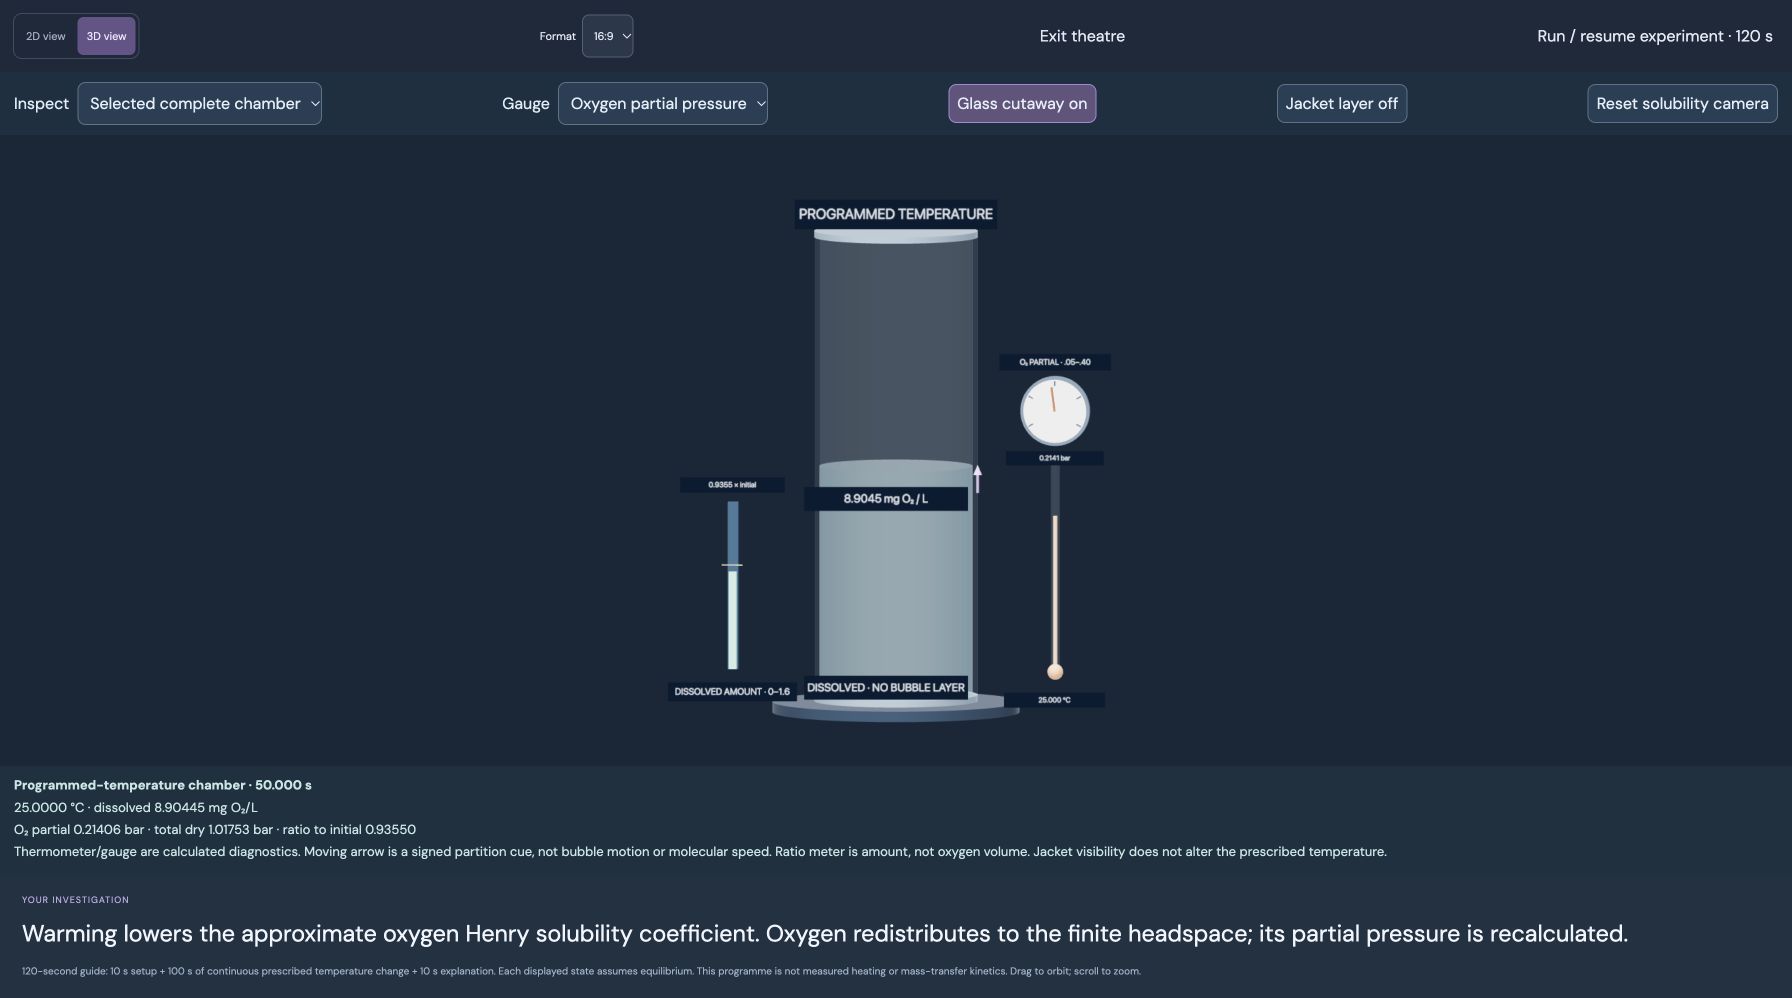 2D view 3D view Format 16:9 Exit theatre Run / resume experiment · 120 s
Inspect Selected complete chamber Gauge Oxygen partial pressure Glass cutaway on Jacket layer off Reset solubility camera
PROGRAMMED TEMPERATURE
O₂ PARTIAL · .05–.40
0.2141 bar
0.9355 × initial
8.9045 mg O₂ / L
DISSOLVED AMOUNT · 0–1.6
DISSOLVED · NO BUBBLE LAYER
25.000 °C
Programmed-temperature chamber · 50.000 s
25.0000 °C · dissolved 8.90445 mg O₂/L
O₂ partial 0.21406 bar · total dry 1.01753 bar · ratio to initial 0.93550
Thermometer/gauge are calculated diagnostics. Moving arrow is a signed partition cue, not bubble motion or molecular speed. Ratio meter is amount, not oxygen volume. Jacket visibility does not alter the prescribed temperature.
YOUR INVESTIGATION
Warming lowers the approximate oxygen Henry solubility coefficient. Oxygen redistributes to the finite headspace; its partial pressure is recalculated.
120-second guide: 10 s setup + 100 s of continuous prescribed temperature change + 10 s explanation. Each displayed state assumes equilibrium. This programme is not measured heating or mass-transfer kinetics. Drag to orbit; scroll to zoom.